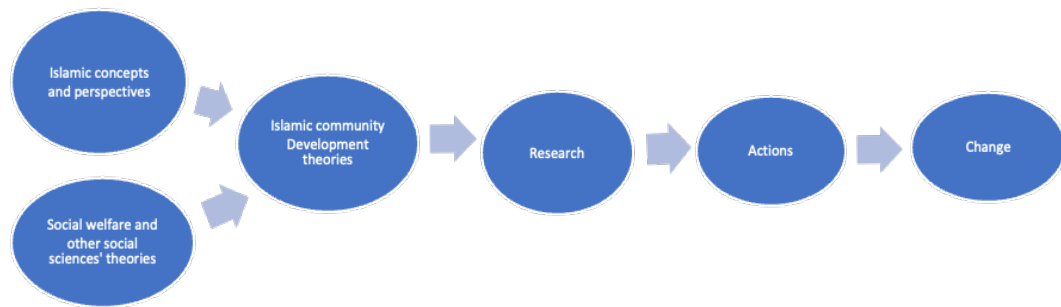 Islamic concepts
and perspectives
Social welfare and
other social
sciences' theories
Islamic community
Development
theories
Research
Actions
Change